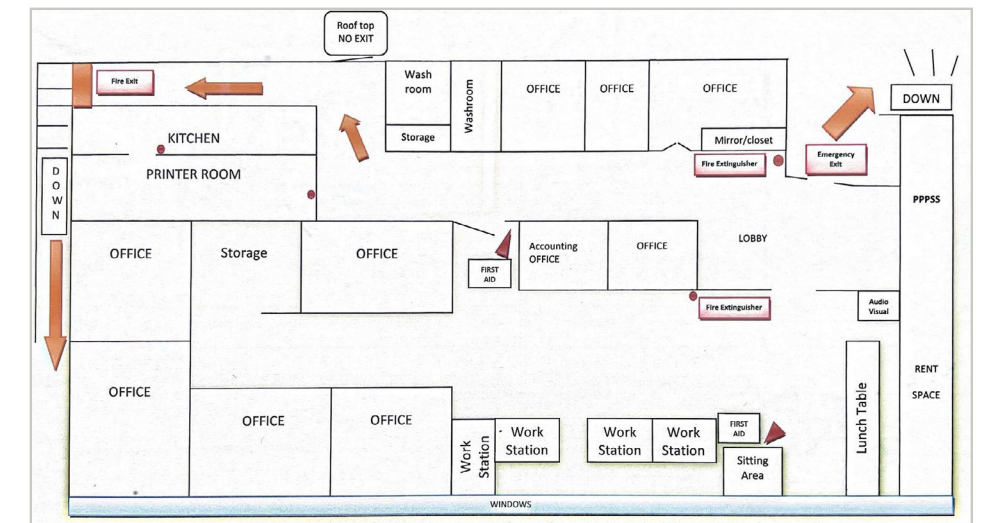 Roof top
NO EXIT
Fire Exit
Wash
room
Washroom
OFFICE
OFFICE
OFFICE
DOWN
Storage
Mirror/closet
KITCHEN
Fire Extinguisher
Emergency
Exit
PRINTER ROOM
DOWN
PPPSS
OFFICE
Storage
OFFICE
FIRST
AID
Accounting
OFFICE
OFFICE
LOBBY
Audio
Visual
Fire Extinguisher
OFFICE
RENT
SPACE
OFFICE
OFFICE
Work
Station
Work
Station
Work
Station
Work
Station
FIRST
AID
Sitting
Area
Lunch Table
WINDOWS